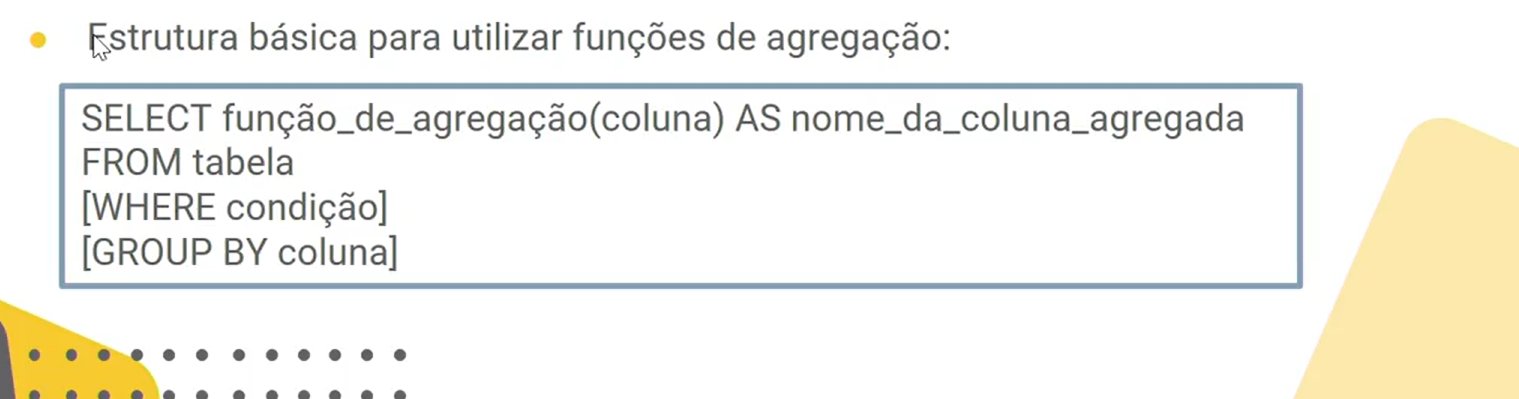 Estrutura básica para utilizar funções de agregação:
SELECT função_de_agregação(coluna) AS nome_da_coluna_agregada
FROM tabela
[WHERE condição]
[GROUP BY coluna]